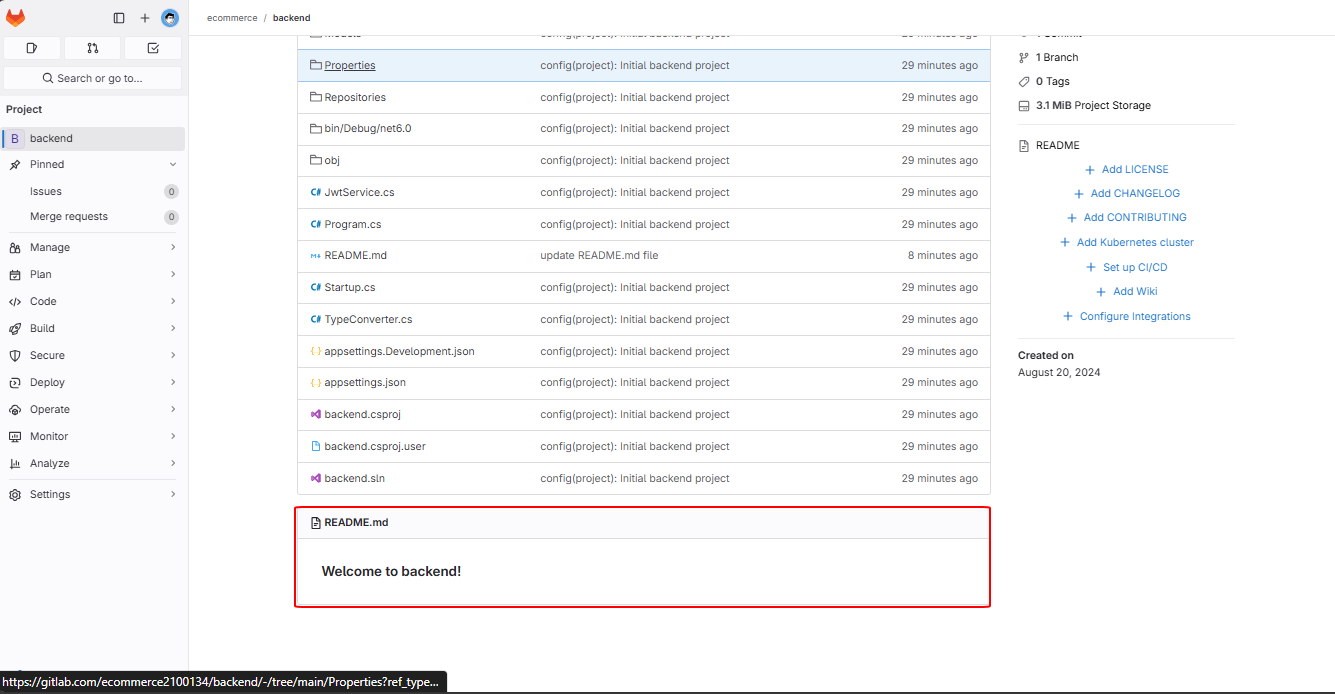 ecommerce / backend
Search or go to...
Project
B backend
Pinned
Issues 0
Merge requests 0
Manage
Plan
Code
Build
Secure
Deploy
Operate
Monitor
Analyze
Settings
Models config(project): Initial backend project 29 minutes ago
Properties config(project): Initial backend project 29 minutes ago
Repositories config(project): Initial backend project 29 minutes ago
bin/Debug/net6.0 config(project): Initial backend project 29 minutes ago
obj config(project): Initial backend project 29 minutes ago
C# JwtService.cs config(project): Initial backend project 29 minutes ago
C# Program.cs config(project): Initial backend project 29 minutes ago
M↓ README.md update README.md file 8 minutes ago
C# Startup.cs config(project): Initial backend project 29 minutes ago
C# TypeConverter.cs config(project): Initial backend project 29 minutes ago
{} appsettings.Development.json config(project): Initial backend project 29 minutes ago
{} appsettings.json config(project): Initial backend project 29 minutes ago
backend.csproj config(project): Initial backend project 29 minutes ago
backend.csproj.user config(project): Initial backend project 29 minutes ago
backend.sln config(project): Initial backend project 29 minutes ago
README.md
Welcome to backend!
1 Commit
1 Branch
0 Tags
3.1 MiB Project Storage
README
+ Add LICENSE
+ Add CHANGELOG
+ Add CONTRIBUTING
+ Add Kubernetes cluster
+ Set up CI/CD
+ Add Wiki
+ Configure Integrations
Created on
August 20, 2024
https://gitlab.com/ecommerce2100134/backend/-/tree/main/Properties?ref_type...